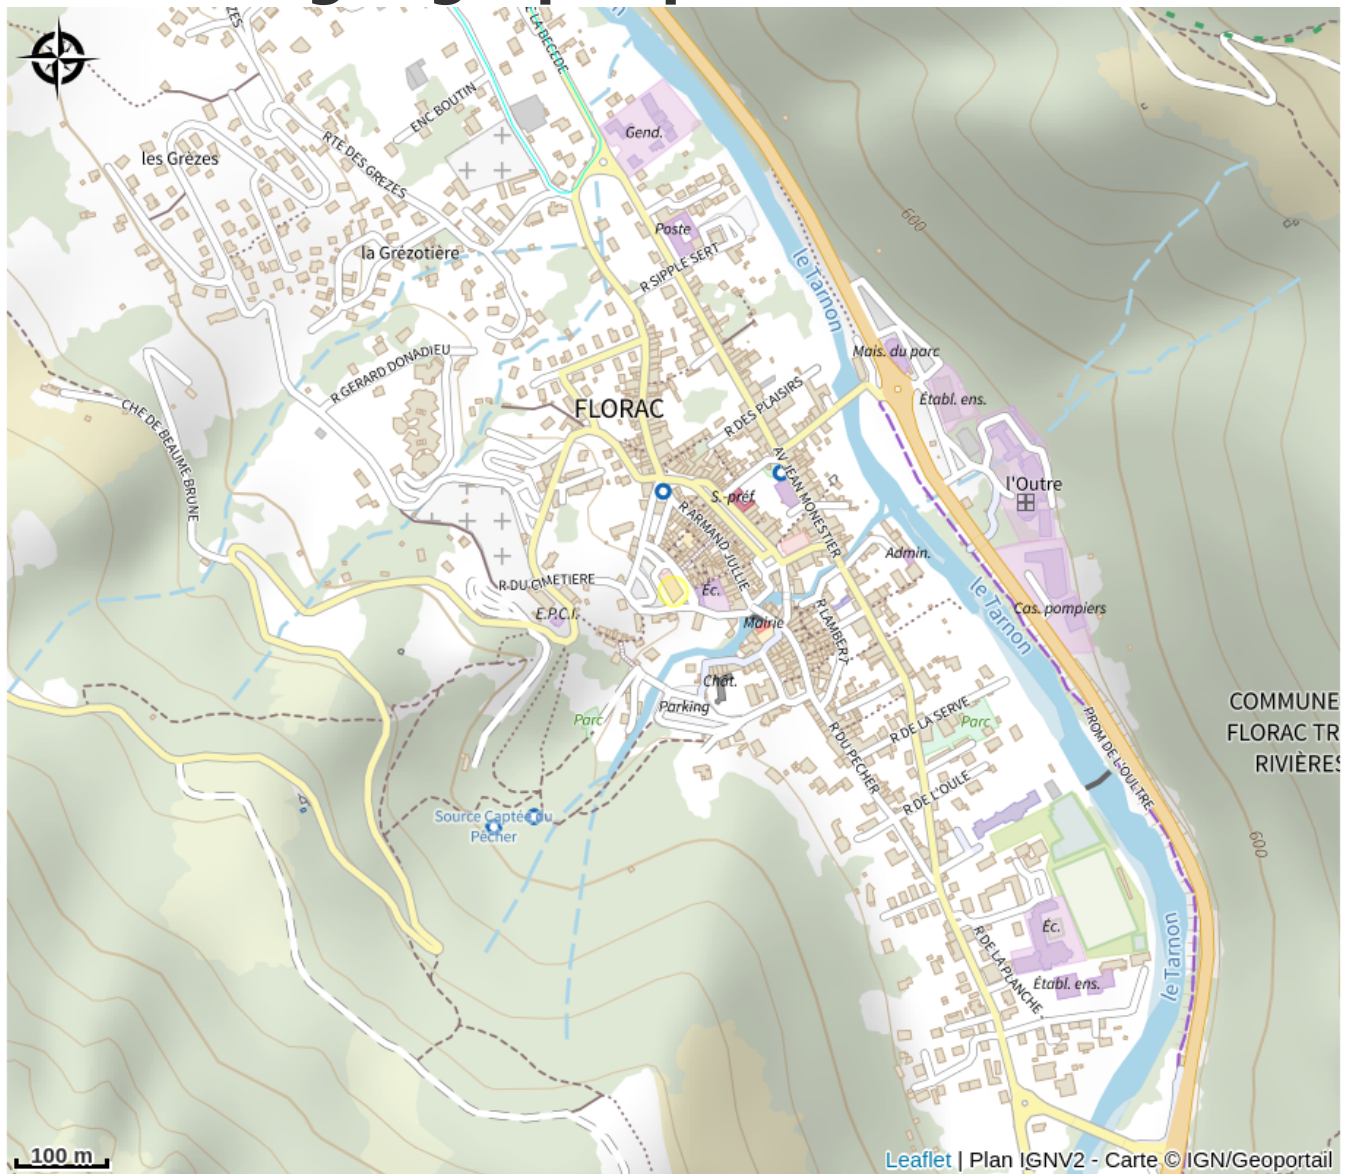 LA BECEDE
ENC BOUTIN
Gend.
les Grèzes
RTE DES GREZES
600
Poste
la Grézotière
R SIPPLE SERT
le Tarnon
R GERARD DONADIEU
Mais. du parc
Établ. ens.
CHE DE BEAUME BRUNE
FLORAC
R DES PLAISIRS
AV JEAN MONESTIER
l'Outre
S.-préf
R ARMAND JULLIE
Admin.
R DU CIMETIERE
Éc.
E.P.C.I.
le Tarnon
Cas. pompiers
Mairie
R LAMBERT
Chât.
Parking
COMMUNE
FLORAC TR
RIVIÈRES
Parc
R DE LA SERVE
Parc
PROM DE L'OULTRE
R DU PECHER
R DE L'OULE
Source Captée du
Pêcher
600
Éc.
le Tarnon
R DE LA PLANCHE
Établ. ens.
100 m
Leaflet | Plan IGNV2 - Carte © IGN/Geoportail